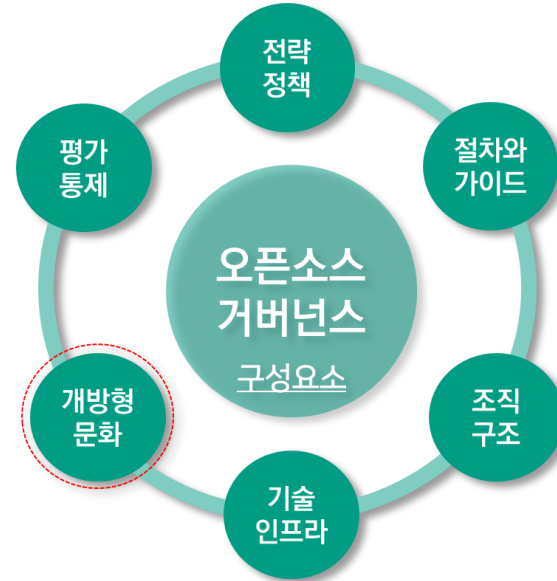 전략
정책
절차와
가이드
조직
구조
기술
인프라
개방형
문화
평가
통제
오픈소스
거버넌스
구성요소